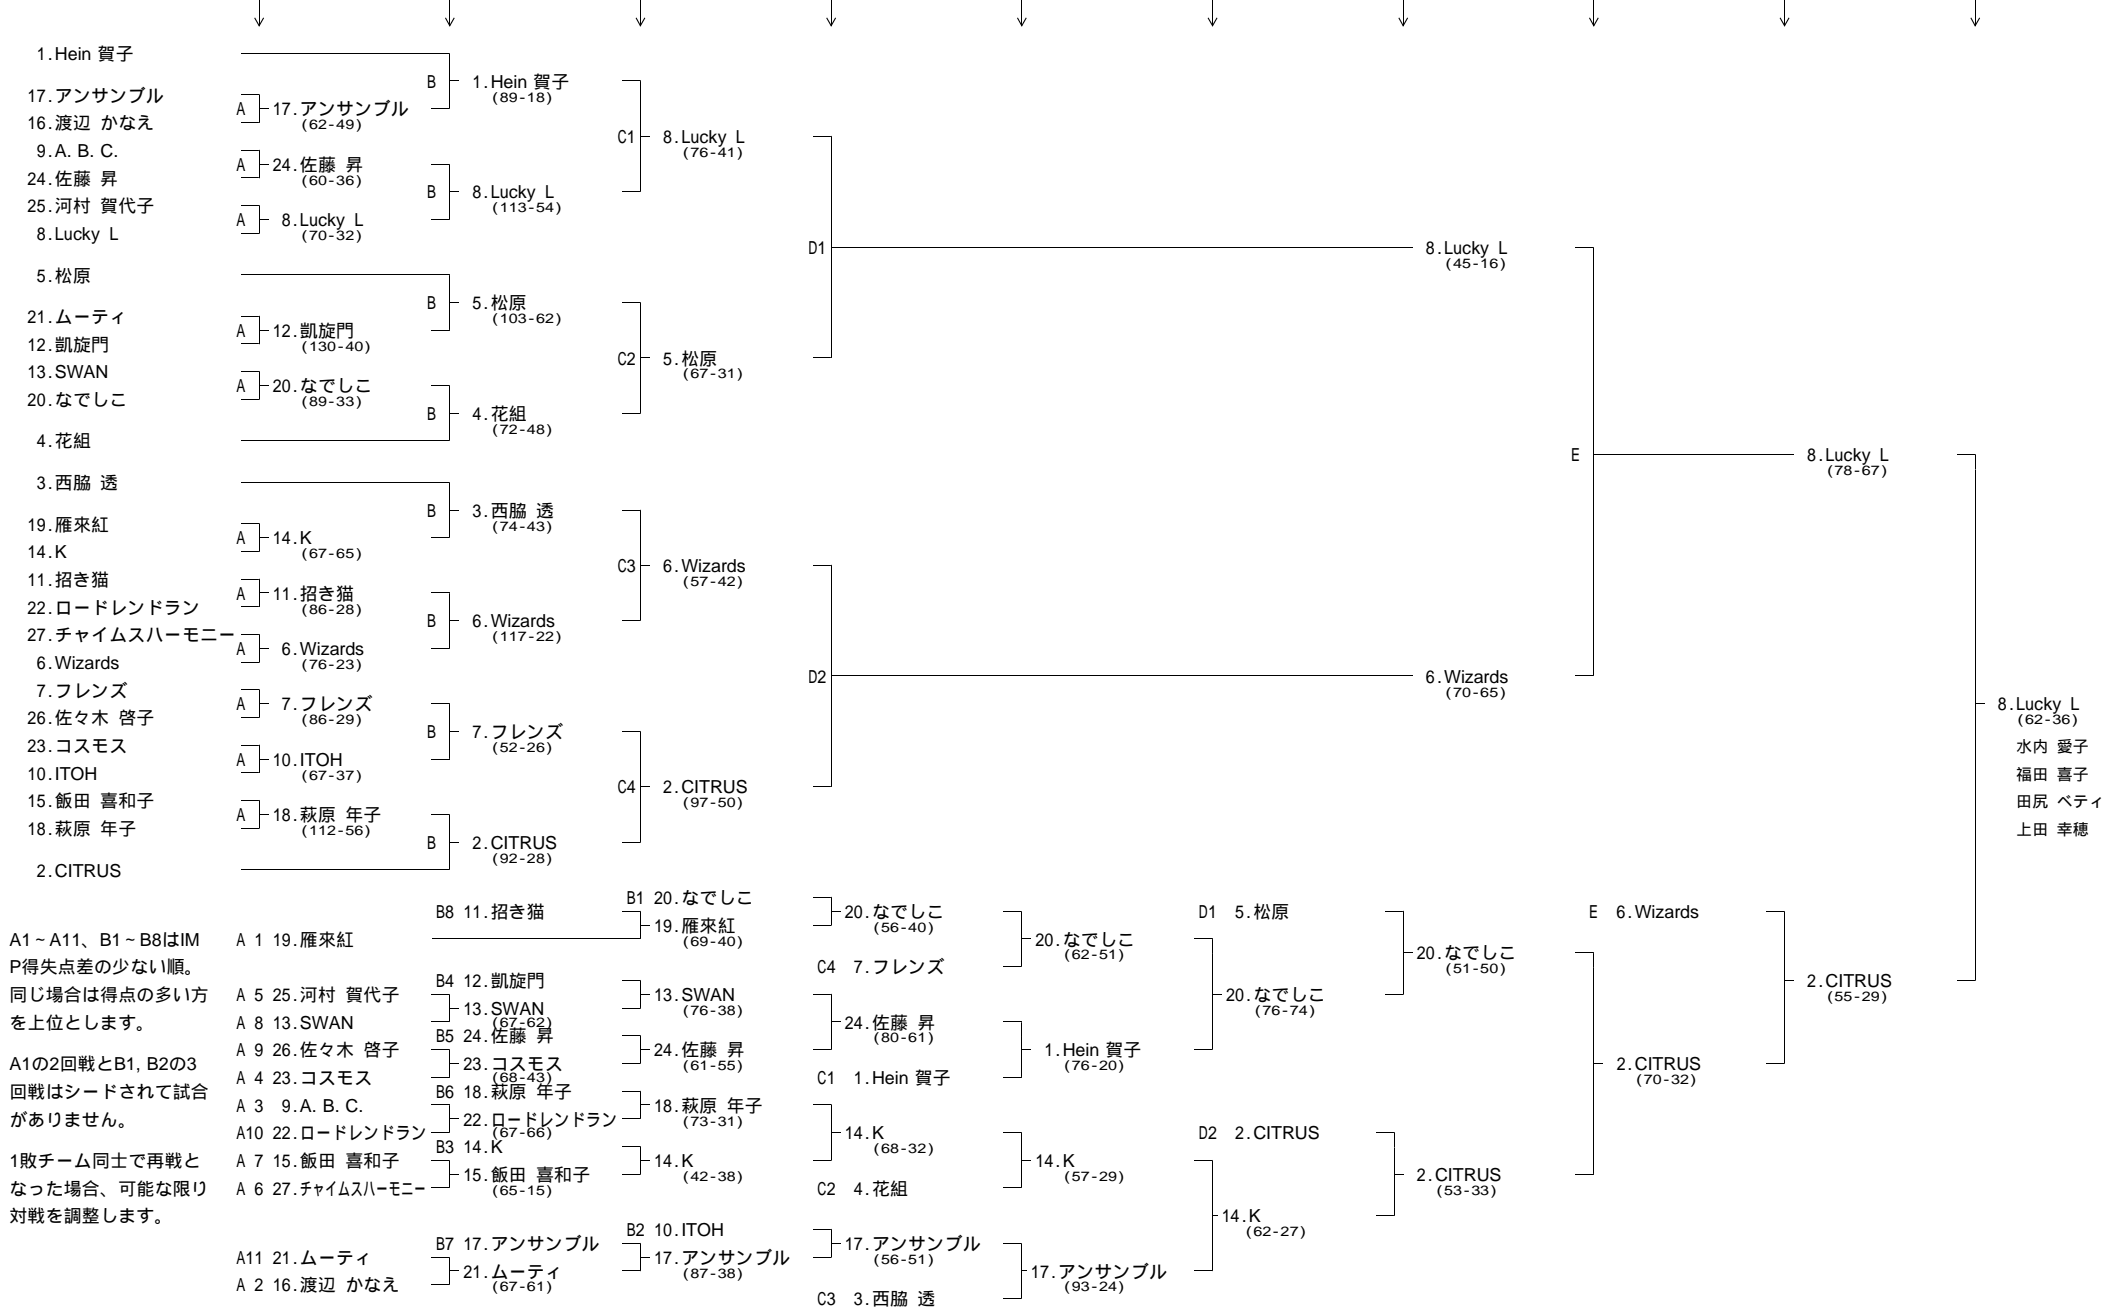 1.Hein 賀子
17.アンサンブル
16.渡辺 かなえ
9.A. B. C.
24.佐藤 昇
25.河村 賀代子
8.Lucky L
5.松原
21.ムーティ
12.凱旋門
13.SWAN
20.なでしこ
4.花組
3.西脇 透
19.雁來紅
14.K
11.招き猫
22.ロードレンドラン
27.チャイムスハーモニー
6.Wizards
7.フレンズ
26.佐々木 啓子
23.コスモス
10.ITOH
15.飯田 喜和子
18.萩原 年子
2.CITRUS
A 17.アンサンブル
(62-49)
A 24.佐藤 昇
(60-36)
A 8.Lucky L
(70-32)
A 12.凱旋門
(130-40)
A 20.なでしこ
(89-33)
A 14.K
(67-65)
A 11.招き猫
(86-28)
A 6.Wizards
(76-23)
A 7.フレンズ
(86-29)
A 10.ITOH
(67-37)
A 18.萩原 年子
(112-56)
B 1.Hein 賀子
(89-18)
B 8.Lucky L
(113-54)
B 5.松原
(103-62)
B 4.花組
(72-48)
B 3.西脇 透
(74-43)
B 6.Wizards
(117-22)
B 7.フレンズ
(52-26)
B 2.CITRUS
(92-28)
C1 8.Lucky L
(76-41)
C2 5.松原
(67-31)
C3 6.Wizards
(57-42)
C4 2.CITRUS
(97-50)
D1 8.Lucky L
(45-16)
D2 6.Wizards
(70-65)
E 8.Lucky L
(78-67)
8.Lucky L
(62-36)
水内 愛子
福田 喜子
田尻 ベティ
上田 幸穂
A1~A11、B1~B8はIM
P得失点差の少ない順。
同じ場合は得点の多い方
を上位とします。
A1の2回戦とB1, B2の3
回戦はシードされて試合
がありません。
1敗チーム同士で再戦と
なった場合、可能な限り
対戦を調整します。
A 1 19.雁來紅
A 5 25.河村 賀代子
A 8 13.SWAN
A 9 26.佐々木 啓子
A 4 23.コスモス
A 3 9.A. B. C.
A10 22.ロードレンドラン
A 7 15.飯田 喜和子
A 6 27.チャイムスハーモニー
A11 21.ムーティ
A 2 16.渡辺 かなえ
B8 11.招き猫
B4 12.凱旋門
13.SWAN
(67-62)
B5 24.佐藤 昇
23.コスモス
(68-43)
B6 18.萩原 年子
22.ロードレンドラン
(67-66)
B3 14.K
15.飯田 喜和子
(65-15)
B7 17.アンサンブル
21.ムーティ
(67-61)
B1 20.なでしこ
19.雁來紅
(69-40)
13.SWAN
(76-38)
24.佐藤 昇
(61-55)
18.萩原 年子
(73-31)
14.K
(42-38)
B2 10.ITOH
17.アンサンブル
(87-38)
20.なでしこ
(56-40)
C4 7.フレンズ
24.佐藤 昇
(80-61)
C1 1.Hein 賀子
14.K
(68-32)
C2 4.花組
17.アンサンブル
(56-51)
C3 3.西脇 透
20.なでしこ
(62-51)
1.Hein 賀子
(76-20)
14.K
(57-29)
17.アンサンブル
(93-24)
D1 5.松原
20.なでしこ
(76-74)
D2 2.CITRUS
14.K
(62-27)
20.なでしこ
(51-50)
2.CITRUS
(53-33)
E 6.Wizards
2.CITRUS
(70-32)
2.CITRUS
(55-29)